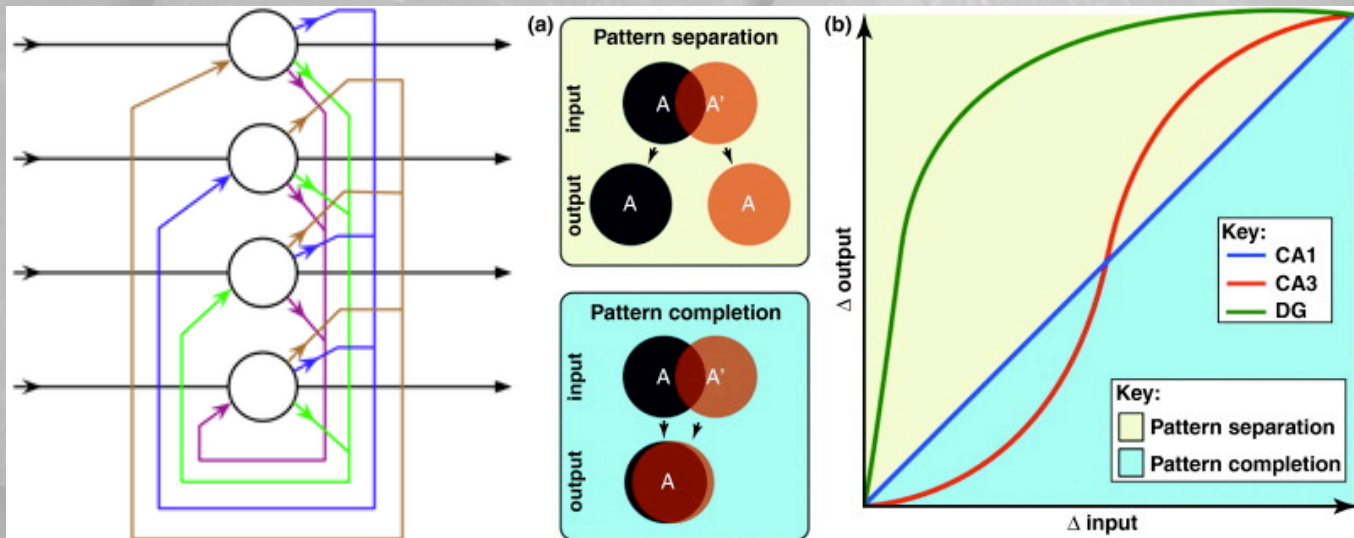 (a)
Pattern separation
input
A
A'
output
A
A
Pattern completion
input
A
A'
output
A
(b)
Δ output
Key:
CA1
CA3
DG
Key:
Pattern separation
Pattern completion
Δ input